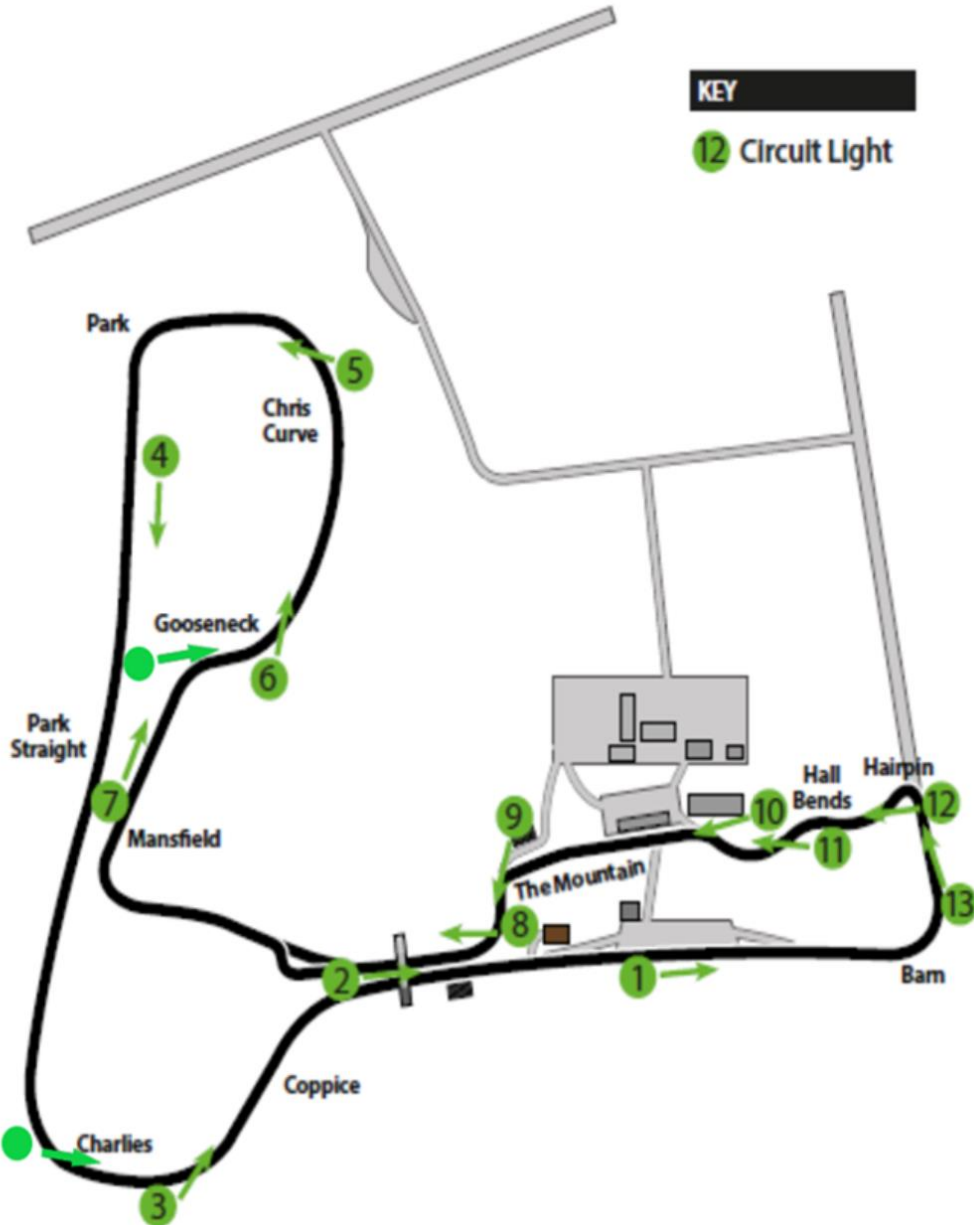 KEY
12 Circuit Light
Park
5
Chris
Curve
4
Gooseneck
6
Park
Straight
7
Mansfield
Hall
Bends
Hairpin
9
10
12
11
The Mountain
13
8
2
1
Barn
Coppice
Charlies
3